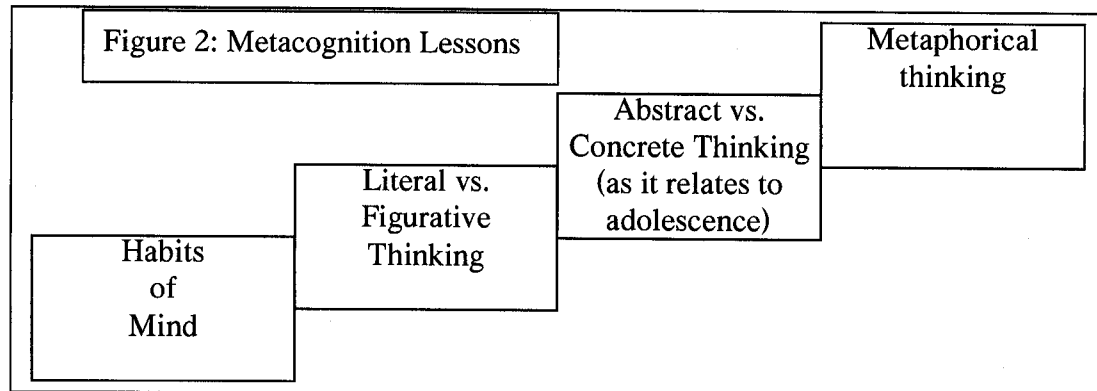 Figure 2: Metacognition Lessons
Metaphorical
thinking
Abstract vs.
Concrete Thinking
(as it relates to
adolescence)
Literal vs.
Figurative
Thinking
Habits
of
Mind